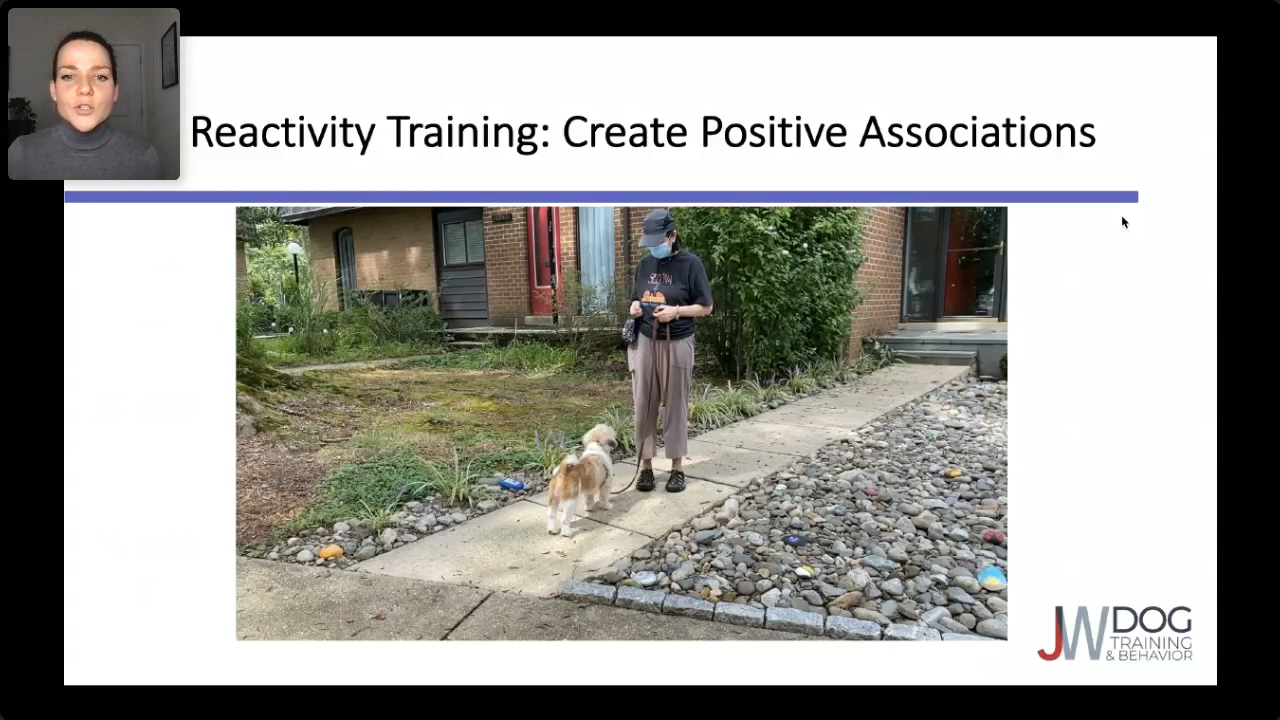 Reactivity Training: Create Positive Associations
JW DOG
TRAINING
& BEHAVIOR